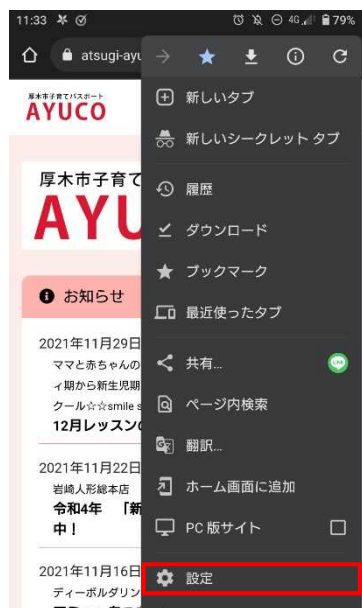 11:33
4G
79%
atsugi-ayu
厚木市子育てパスポート
AYUCO
新しいタブ
新しいシークレット タブ
厚木市子育て
AYU
履歴
ダウンロード
ブックマーク
お知らせ
最近使ったタブ
2021年11月29日
ママと赤ちゃんの
ィ期から新生児期
クール☆☆smile s
12月レッスンの
共有...
ページ内検索
翻訳...
2021年11月22日
岩崎人形総本店
令和4年 「新
中！
ホーム画面に追加
PC 版サイト
2021年11月16日
ディーボルダリン
設定